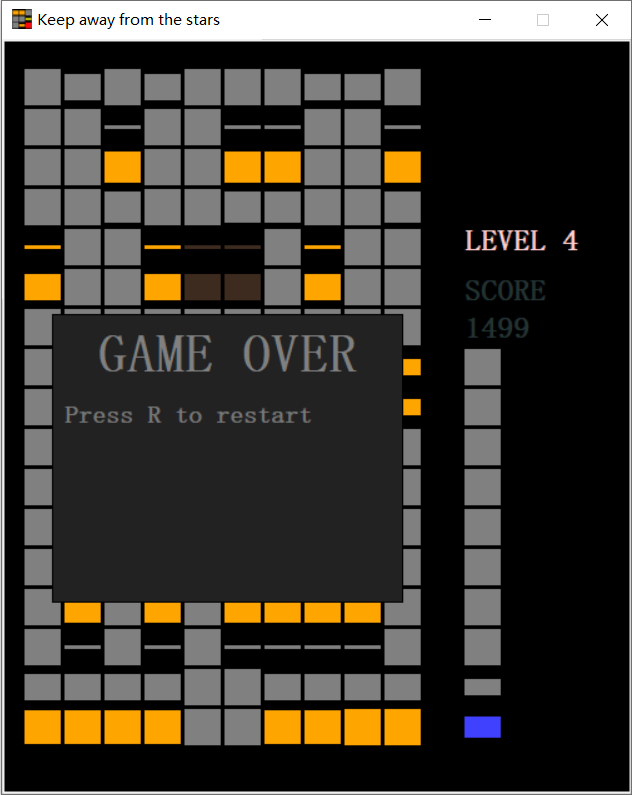 Keep away from the stars
LEVEL 4
SCORE
1499
GAME OVER
Press R to restart